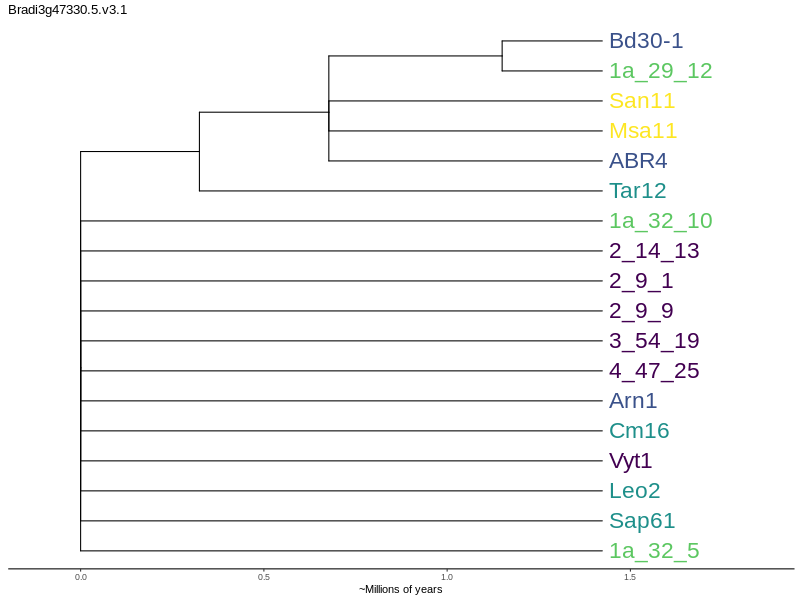 Bradi3g47330.5.v3.1
Bd30-1
1a_29_12
San11
Msa11
ABR4
Tar12
1a_32_10
2_14_13
2_9_1
2_9_9
3_54_19
4_47_25
Arn1
Cm16
Vyt1
Leo2
Sap61
1a_32_5
0.0 0.5 1.0 1.5
~Millions of years